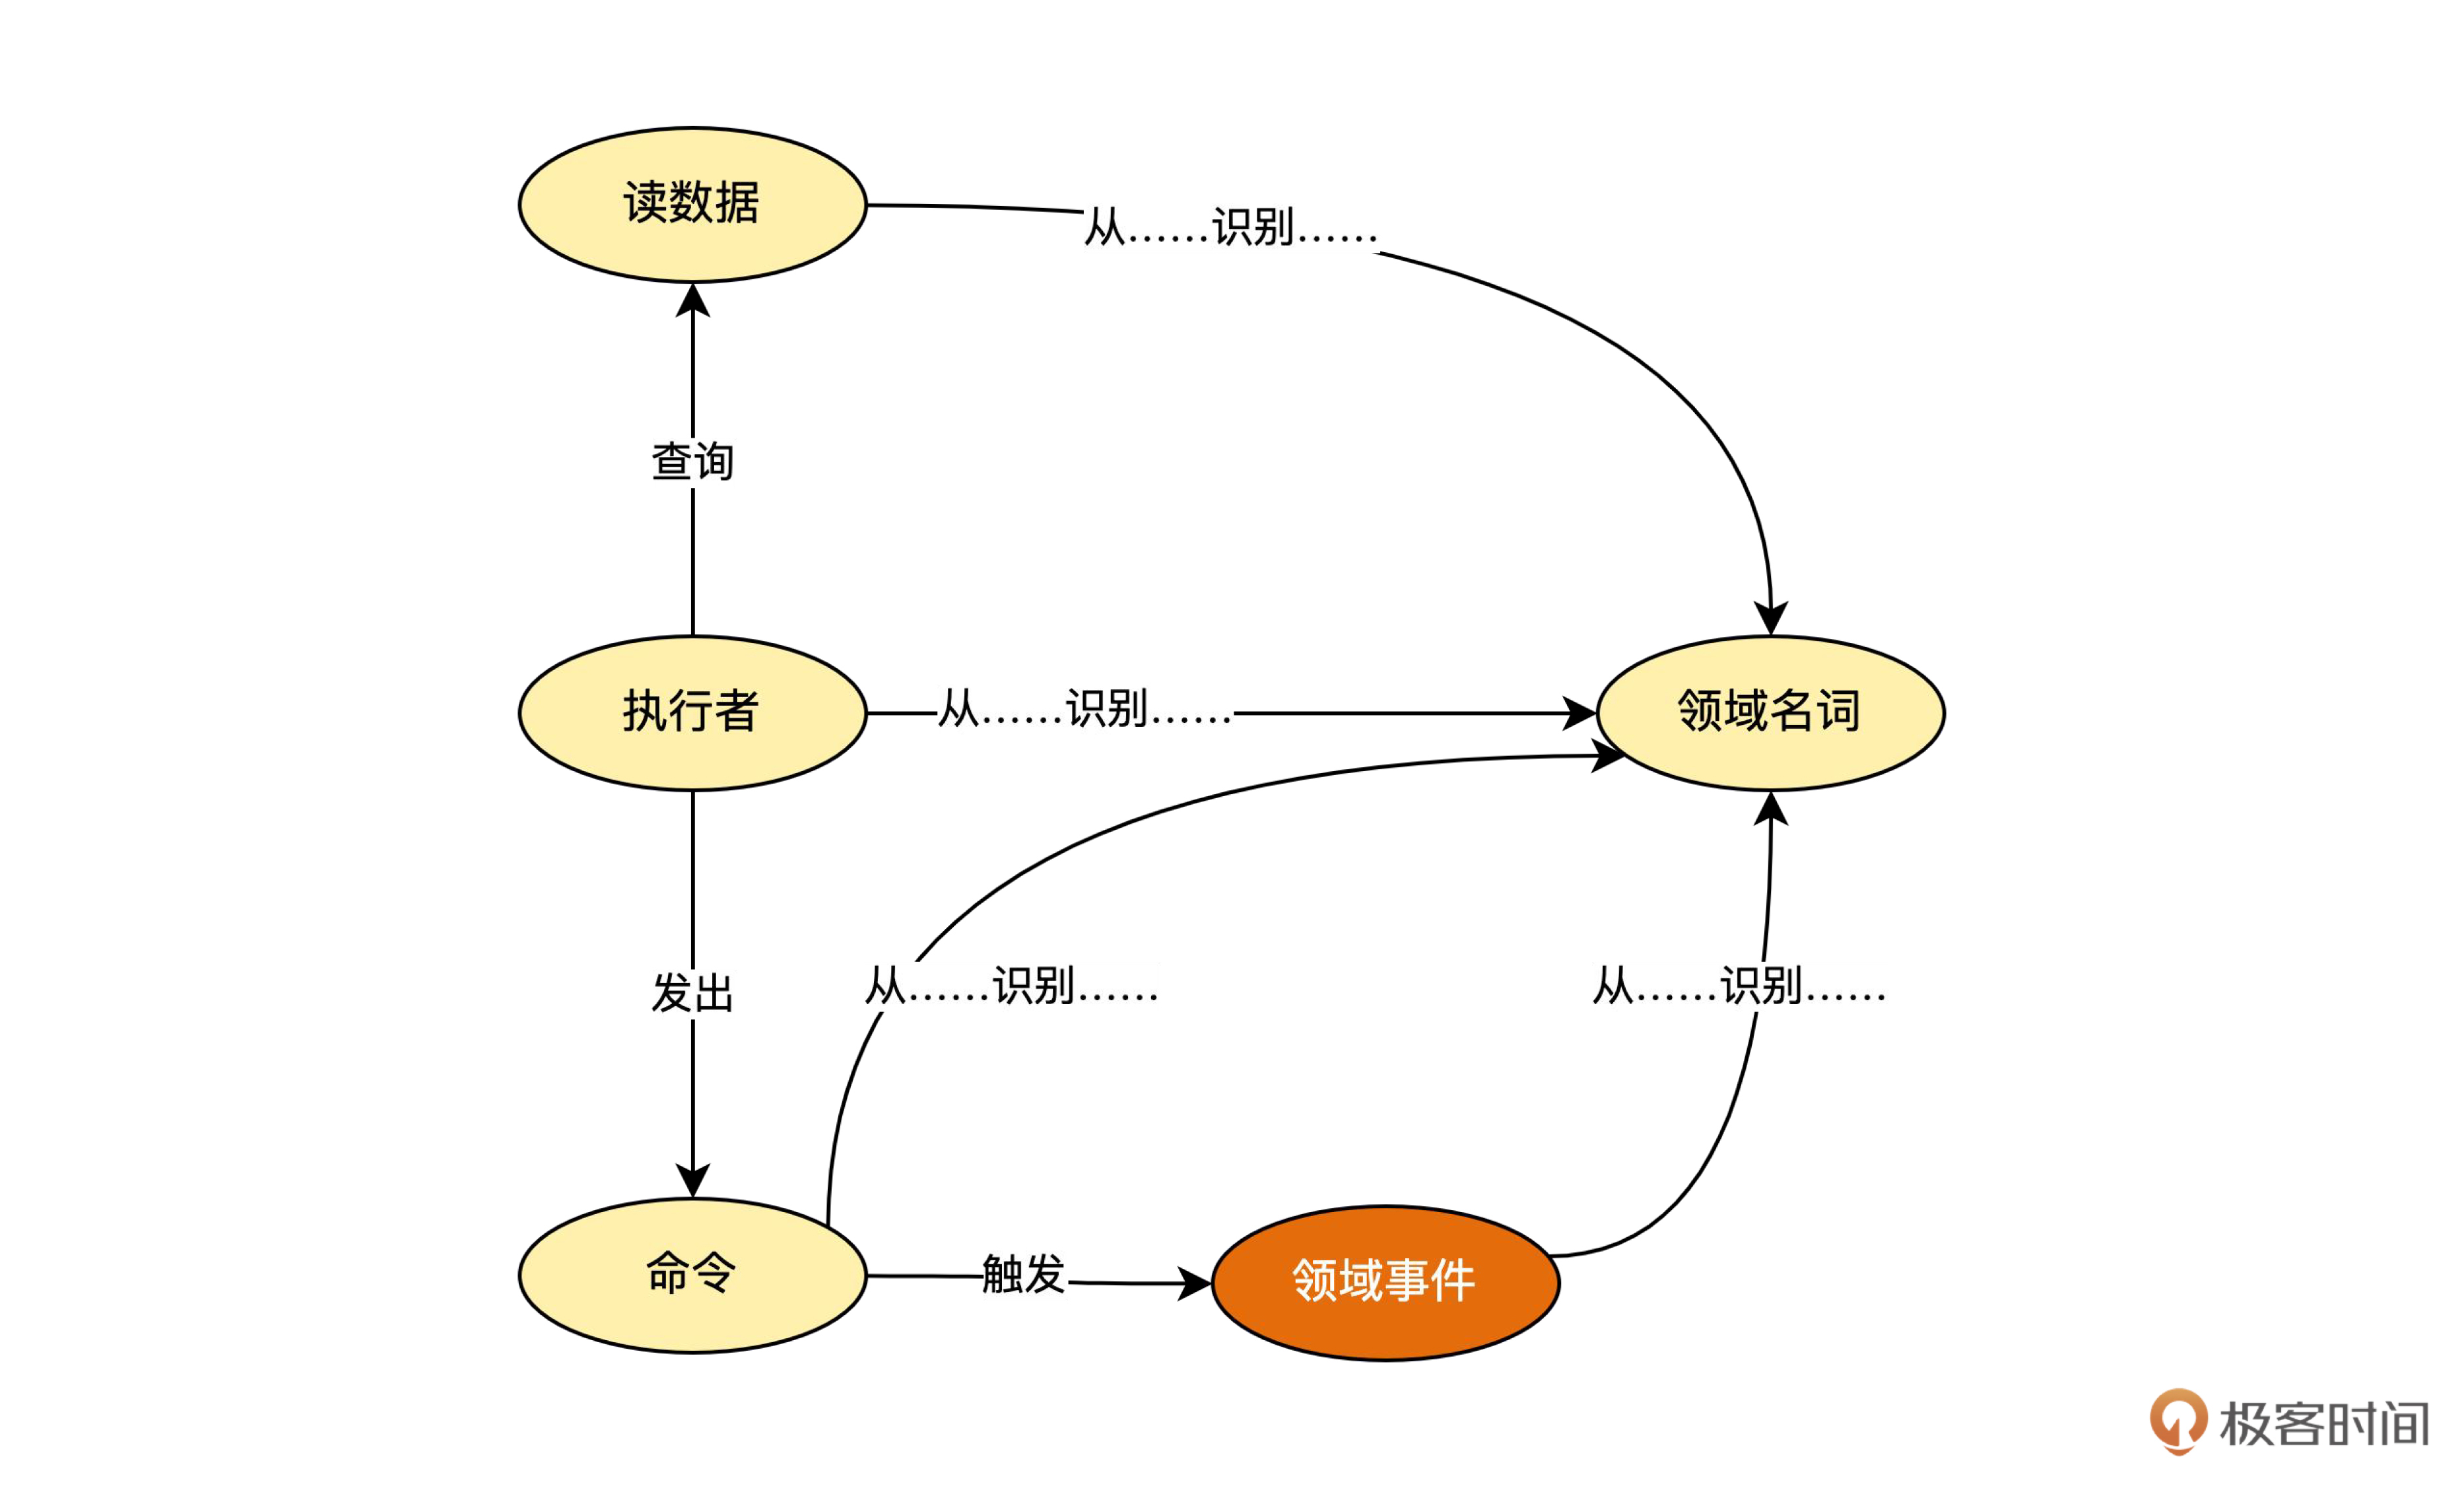 读数据
从……识别……
查询
执行者
从……识别……
领域名词
发出
从……识别……
从……识别……
命令
触发
领域事件
极客时间